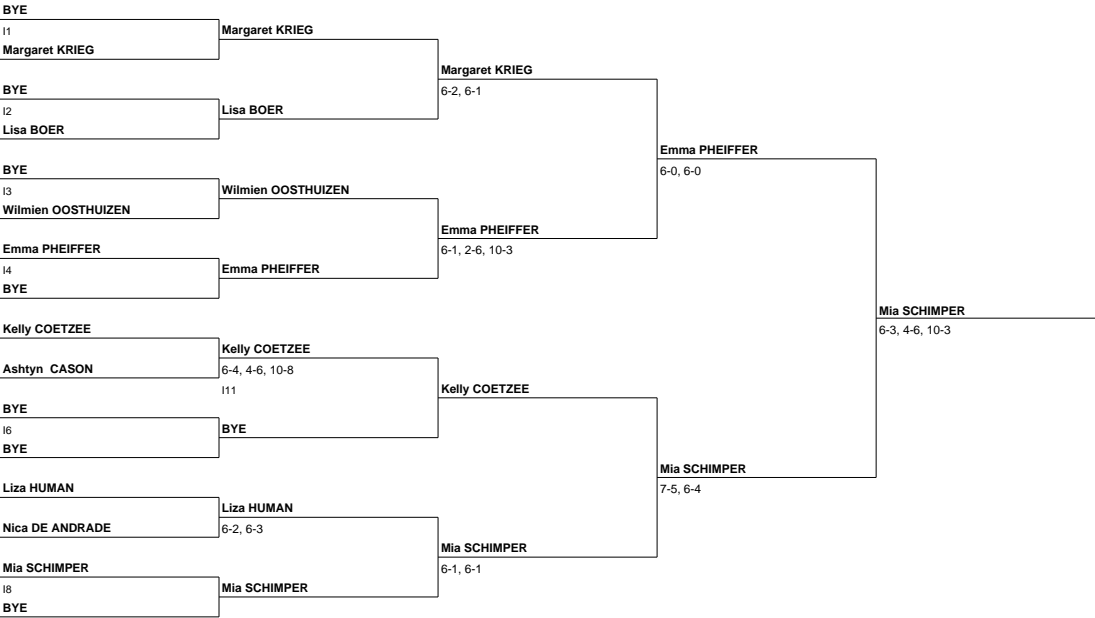 BYE
I1
Margaret KRIEG
BYE
I2
Lisa BOER
BYE
I3
Wilmien OOSTHUIZEN
Emma PHEIFFER
I4
BYE
Kelly COETZEE
Ashtyn  CASON
BYE
I6
BYE
Liza HUMAN
Nica DE ANDRADE
Mia SCHIMPER
I8
BYE
Margaret KRIEG
Lisa BOER
Wilmien OOSTHUIZEN
Emma PHEIFFER
Kelly COETZEE
6-4, 4-6, 10-8
I11
BYE
Liza HUMAN
6-2, 6-3
Mia SCHIMPER
Margaret KRIEG
6-2, 6-1
Emma PHEIFFER
6-1, 2-6, 10-3
Kelly COETZEE
Mia SCHIMPER
6-1, 6-1
Emma PHEIFFER
6-0, 6-0
Mia SCHIMPER
7-5, 6-4
Mia SCHIMPER
6-3, 4-6, 10-3